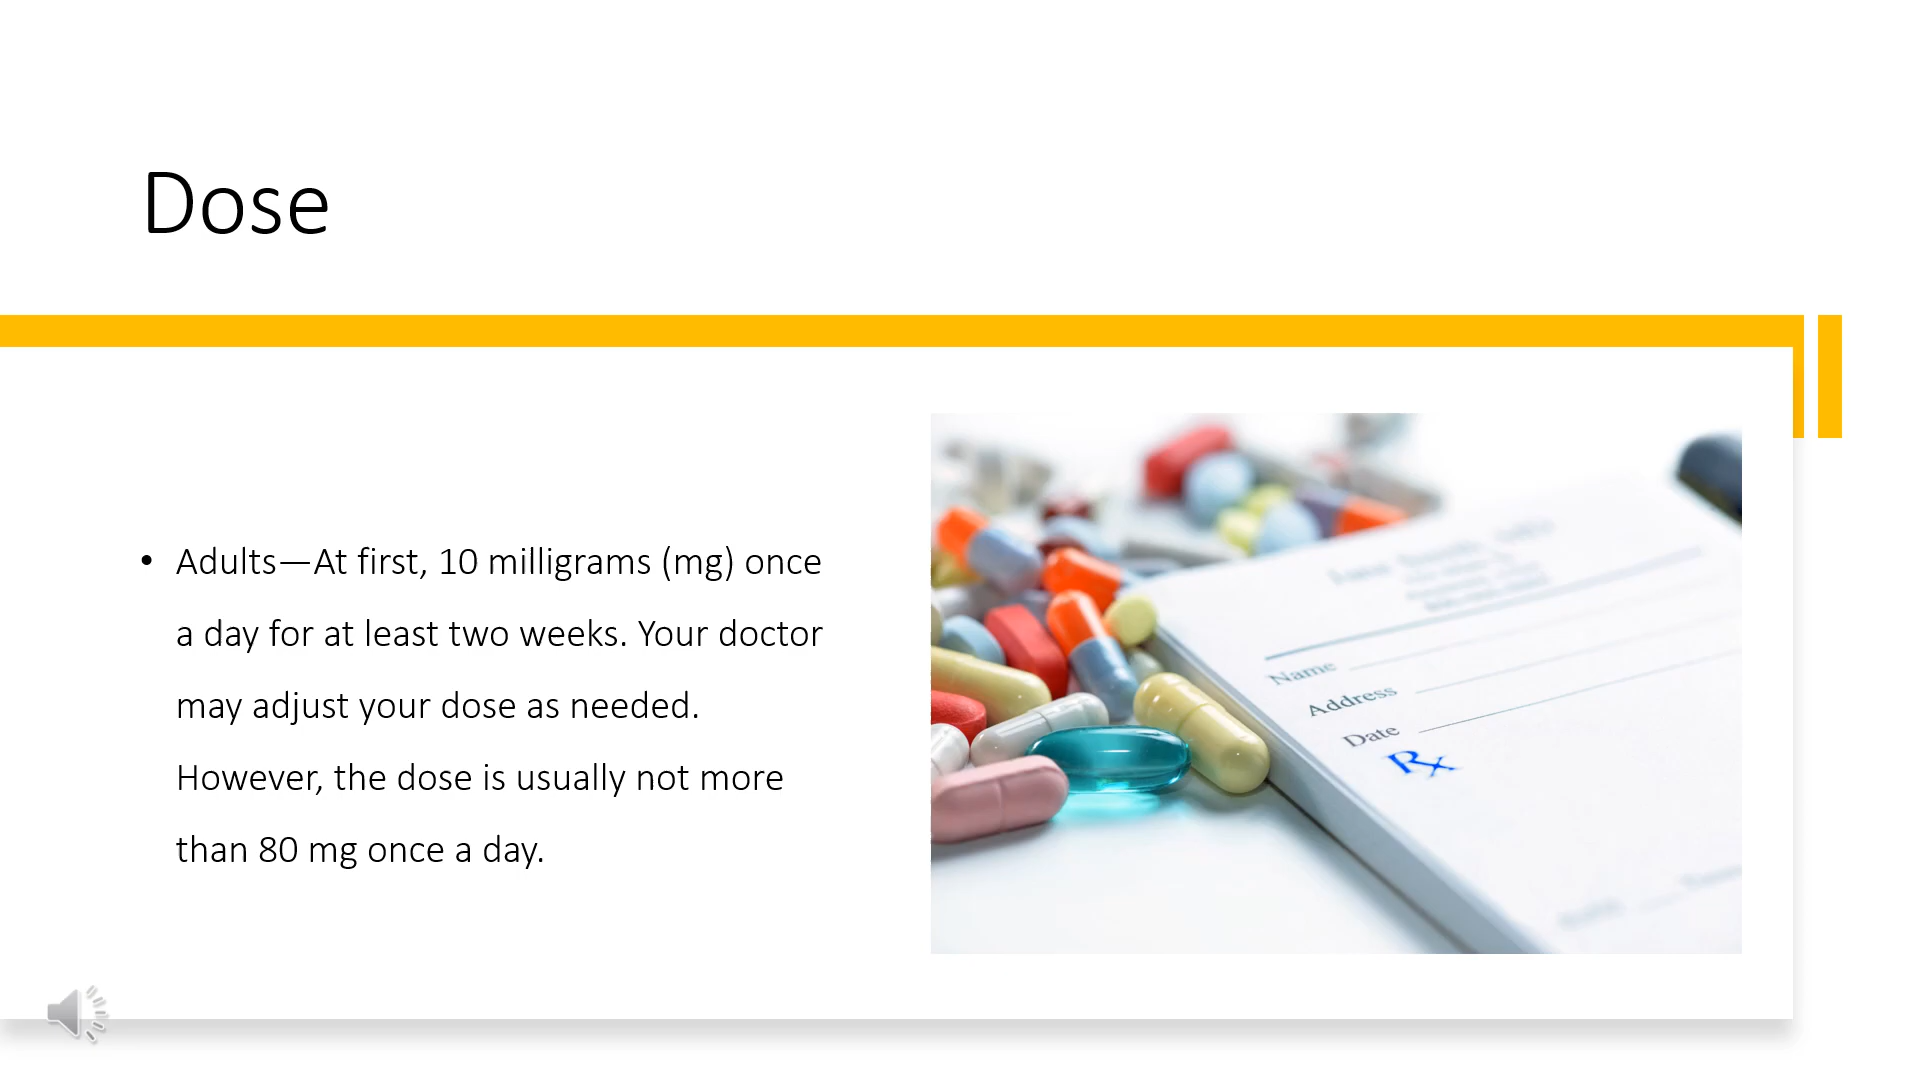 Dose
• Adults—At first, 10 milligrams (mg) once
a day for at least two weeks. Your doctor
may adjust your dose as needed.
However, the dose is usually not more
than 80 mg once a day.
Name
Address
Date
Rx